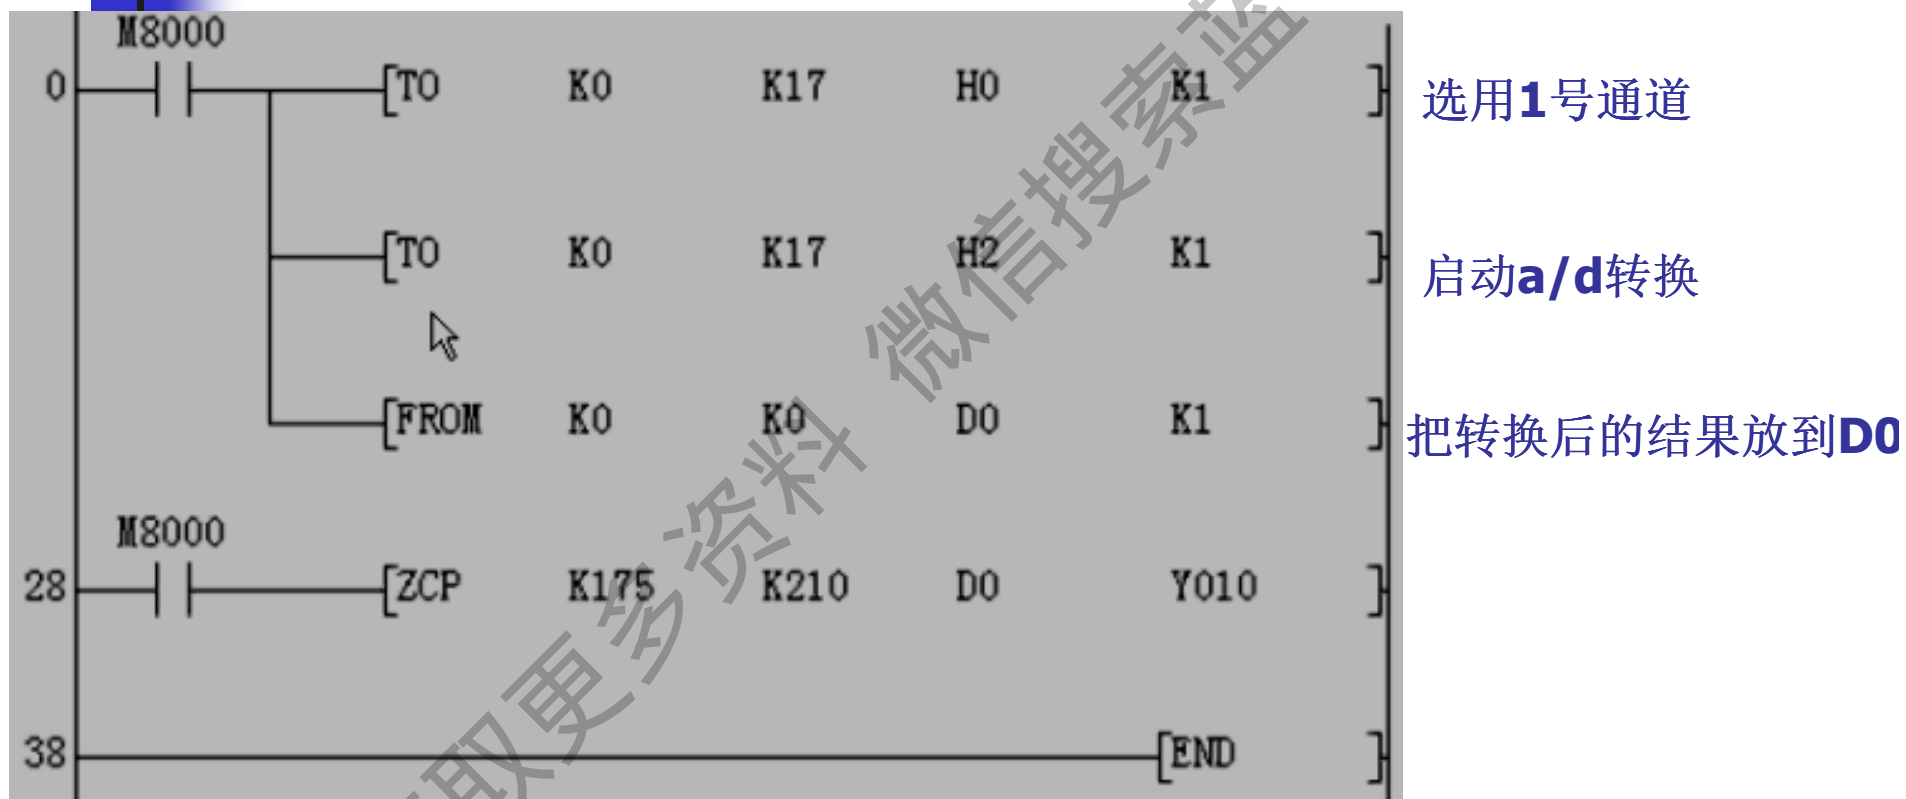 M8000
0 [TO K0 K17 H0 K1 ] 选用1号通道
[TO K0 K17 H2 K1 ] 启动a/d转换
[FROM K0 K0 D0 K1 ] 把转换后的结果放到D0
M8000
28 [ZCP K175 K210 D0 Y010 ]
38 [END ]
取更多资料 微信搜索蓝